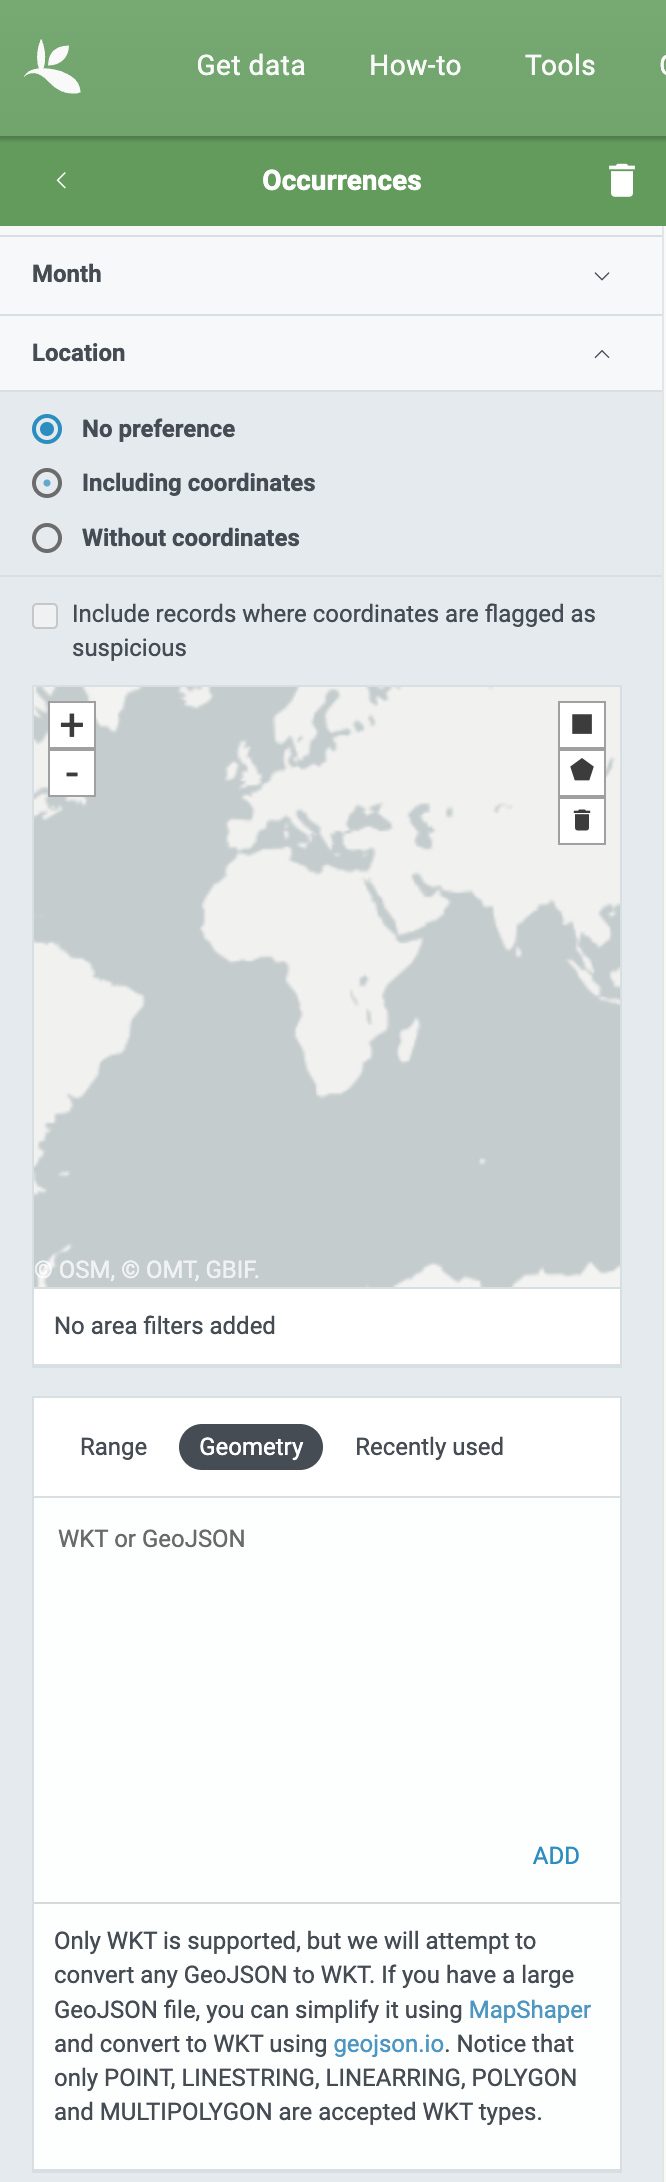 Get data How-to Tools
Occurrences
Month
Location
No preference
Including coordinates
Without coordinates
Include records where coordinates are flagged as
suspicious
+
-
© OSM, © OMT, GBIF.
No area filters added
Range Geometry Recently used
WKT or GeoJSON
ADD
Only WKT is supported, but we will attempt to
convert any GeoJSON to WKT. If you have a large
GeoJSON file, you can simplify it using MapShaper
and convert to WKT using geojson.io. Notice that
only POINT, LINESTRING, LINEARRING, POLYGON
and MULTIPOLYGON are accepted WKT types.